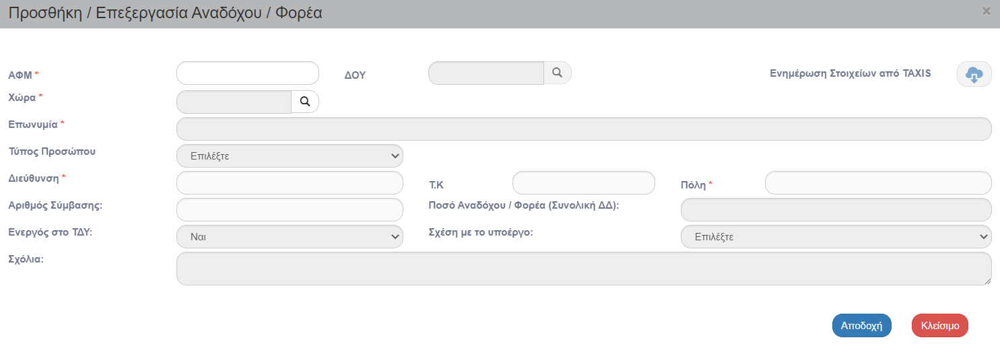 Προσθήκη / Επεξεργασία Αναδόχου / Φορέα ×
ΑΦΜ * ΔΟΥ Ενημέρωση Στοιχείων από TAXIS
Χώρα *
Επωνυμία *
Τύπος Προσώπου Επιλέξτε
Διεύθυνση * Τ.Κ Πόλη *
Αριθμός Σύμβασης: Ποσό Αναδόχου / Φορέα (Συνολική ΔΔ):
Ενεργός στο ΤΔΥ: Ναι Σχέση με το υποέργο: Επιλέξτε
Σχόλια:
Αποδοχή Κλείσιμο